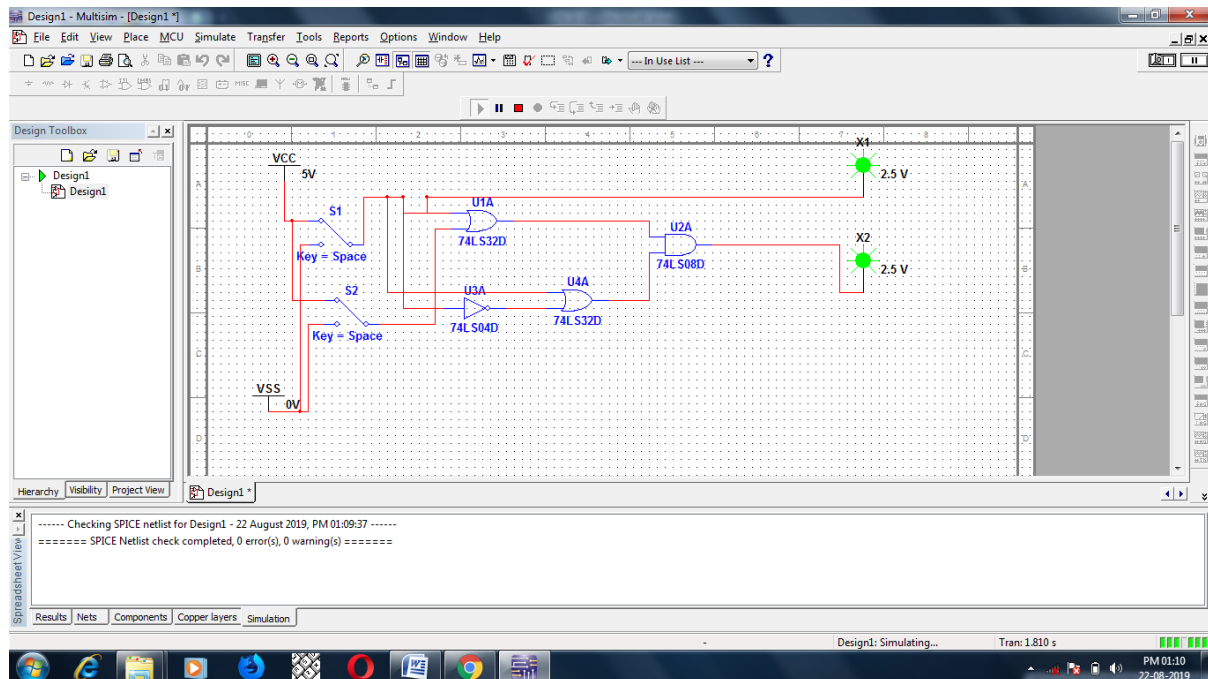 Design1 - Multisim - [Design1 *]
File Edit View Place MCU Simulate Transfer Tools Reports Options Window Help
--- In Use List ---
Design Toolbox
Design1
Design1
Hierarchy Visibility Project View
0 1 2 3 4 5 6 7 8
A
B
C
D
A
B
C
D
VCC
5V
S1
Key = Space
S2
Key = Space
VSS
0V
U1A
74LS32D
U3A
74LS04D
U4A
74LS32D
U2A
74LS08D
X1
2.5 V
X2
2.5 V
Design1 *
------ Checking SPICE netlist for Design1 - 22 August 2019, PM 01:09:37 ------
======= SPICE Netlist check completed, 0 error(s), 0 warning(s) =======
Spreadsheet View
Results Nets Components Copper layers Simulation
- Design1: Simulating... Tran: 1.810 s
PM 01:10
22-08-2019